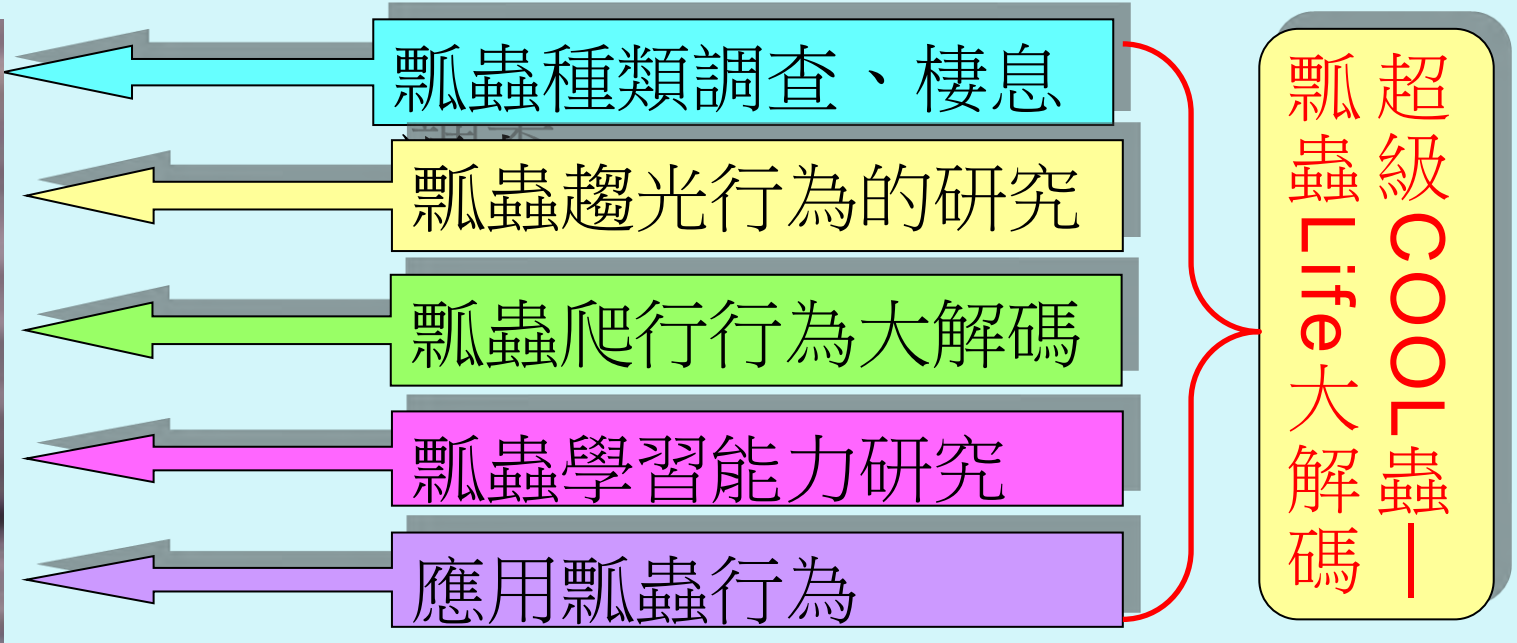 超級COOL蟲—
瓢蟲Life大解碼
瓢蟲種類調查、棲息
瓢蟲趨光行為的研究
瓢蟲爬行行為大解碼
瓢蟲學習能力研究
應用瓢蟲行為